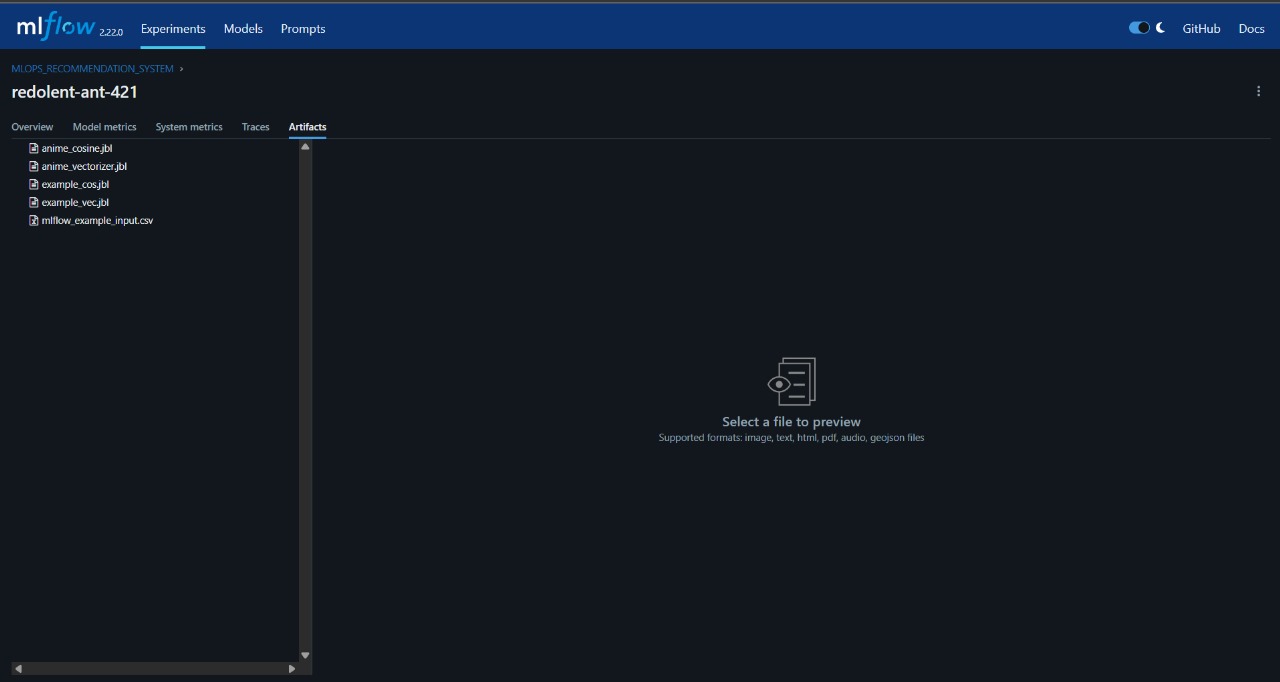 mlflow 2.22.0 Experiments Models Prompts GitHub Docs
MLOPS_RECOMMENDATION_SYSTEM >
redolent-ant-421
Overview Model metrics System metrics Traces Artifacts
anime_cosine.jbl
anime_vectorizer.jbl
example_cos.jbl
example_vec.jbl
mlflow_example_input.csv
Select a file to preview
Supported formats: image, text, html, pdf, audio, geojson files